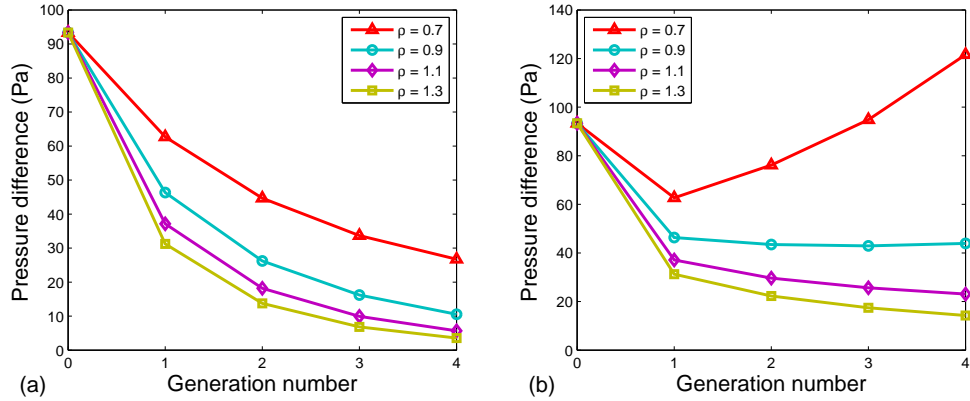 100
90
80
70
60
50
40
30
20
10
0
Pressure difference (Pa)
0 1 2 3 4
Generation number
(a)
ρ = 0.7
ρ = 0.9
ρ = 1.1
ρ = 1.3
140
120
100
80
60
40
20
0
Pressure difference (Pa)
0 1 2 3 4
Generation number
(b)
ρ = 0.7
ρ = 0.9
ρ = 1.1
ρ = 1.3